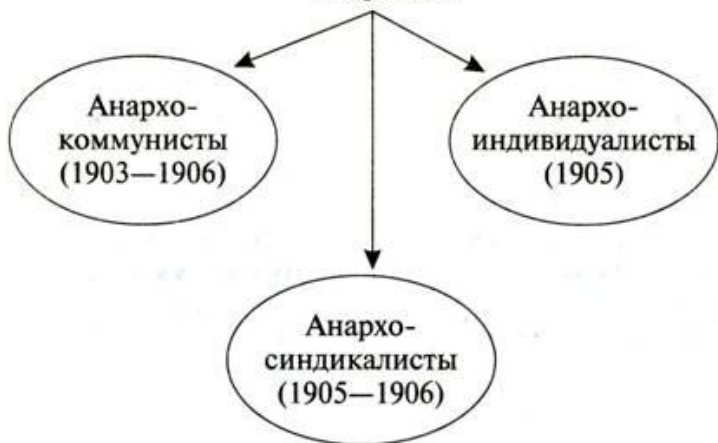 Анархо-
коммунисты
(1903—1906)
Анархо-
индивидуалисты
(1905)
Анархо-
синдикалисты
(1905—1906)